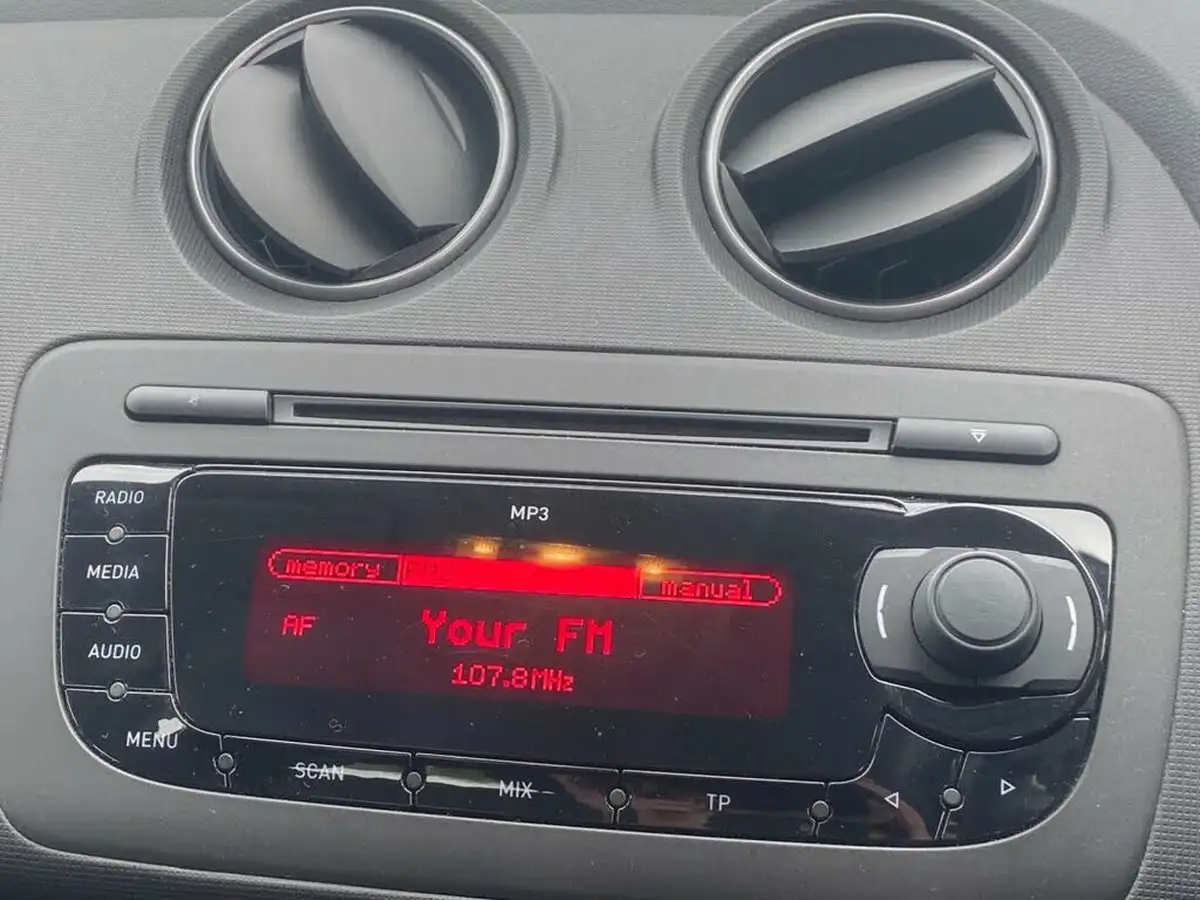 RADIO
MP3
MEDIA
memory
manual
AUDIO
AF
Your FM
107.8MHz
MENU
SCAN
MIX
TP